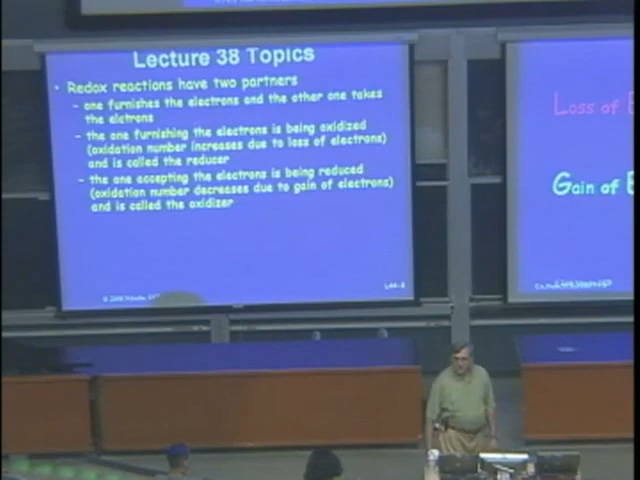 Lecture 38 Topics
• Redox reactions have two partners
– one furnishes the electrons and the other one takes
the elctrons
– the one furnishing the electrons is being oxidized
(oxidation number increases due to loss of electrons)
and is called the reducer
– the one accepting the electrons is being reduced
(oxidation number decreases due to gain of electrons)
and is called the oxidizer
Loss of E
Gain of E